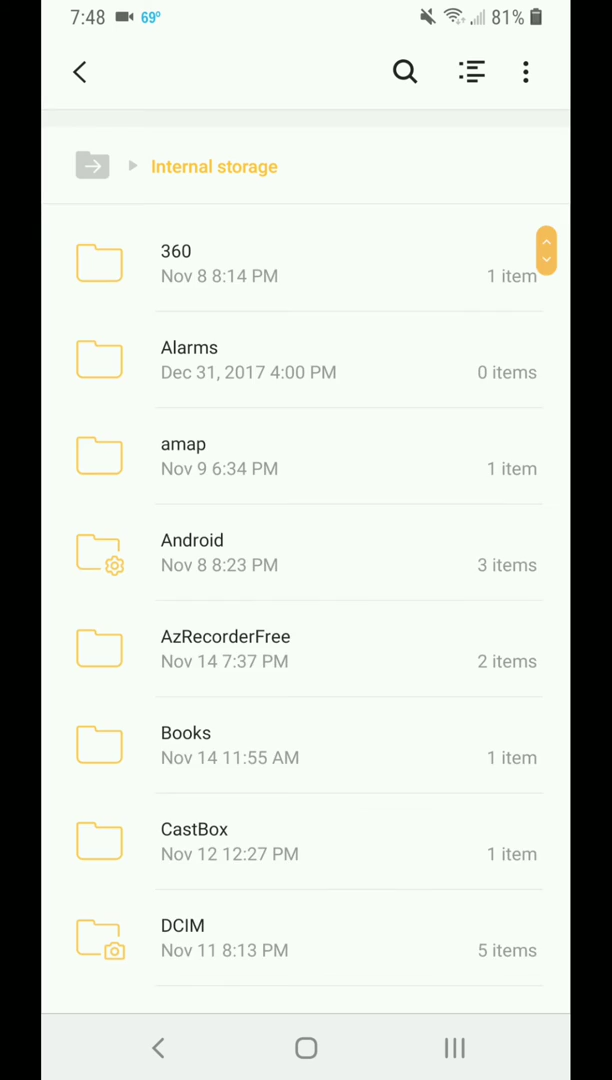 7:48 69° 81%
Internal storage
360
Nov 8 8:14 PM 1 item
Alarms
Dec 31, 2017 4:00 PM 0 items
amap
Nov 9 6:34 PM 1 item
Android
Nov 8 8:23 PM 3 items
AzRecorderFree
Nov 14 7:37 PM 2 items
Books
Nov 14 11:55 AM 1 item
CastBox
Nov 12 12:27 PM 1 item
DCIM
Nov 11 8:13 PM 5 items